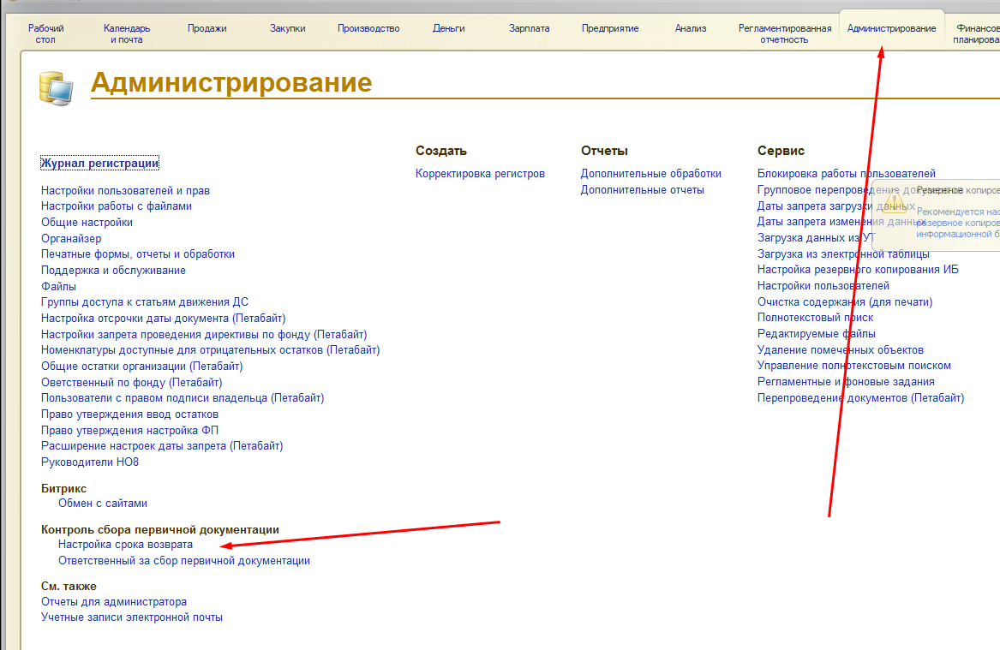 Рабочий
стол
Календарь
и почта
Продажи
Закупки
Производство
Деньги
Зарплата
Предприятие
Анализ
Регламентированная
отчетность
Администрирование
Финансов
планирова
Администрирование
Журнал регистрации
Настройки пользователей и прав
Настройки работы с файлами
Общие настройки
Органайзер
Печатные формы, отчеты и обработки
Поддержка и обслуживание
Файлы
Группы доступа к статьям движения ДС
Настройка отсрочки даты документа (Петабайт)
Настройки запрета проведения директивы по фонду (Петабайт)
Номенклатуры доступные для отрицательных остатков (Петабайт)
Общие остатки организации (Петабайт)
Оветственный по фонду (Петабайт)
Пользователи с правом подписи владельца (Петабайт)
Право утверждения ввод остатков
Право утверждения настройка ФП
Расширение настроек даты запрета (Петабайт)
Руководители НО8
Битрикс
Обмен с сайтами
Контроль сбора первичной документации
Настройка срока возврата
Ответственный за сбор первичной документации
См. также
Отчеты для администратора
Учетные записи электронной почты
Создать
Корректировка регистров
Отчеты
Дополнительные обработки
Дополнительные отчеты
Сервис
Блокировка работы пользователей
Групповое перепроведение документов
Даты запрета загрузки данных
Даты запрета изменения данных
Загрузка данных из УТ
Загрузка из электронной таблицы
Настройка резервного копирования ИБ
Настройки пользователей
Очистка содержания (для печати)
Полнотекстовый поиск
Редактируемые файлы
Удаление помеченных объектов
Управление полнотекстовым поиском
Регламентные и фоновые задания
Перепроведение документов (Петабайт)
Резервное копиров
Рекомендуется нас
резервное копиров
информационной б